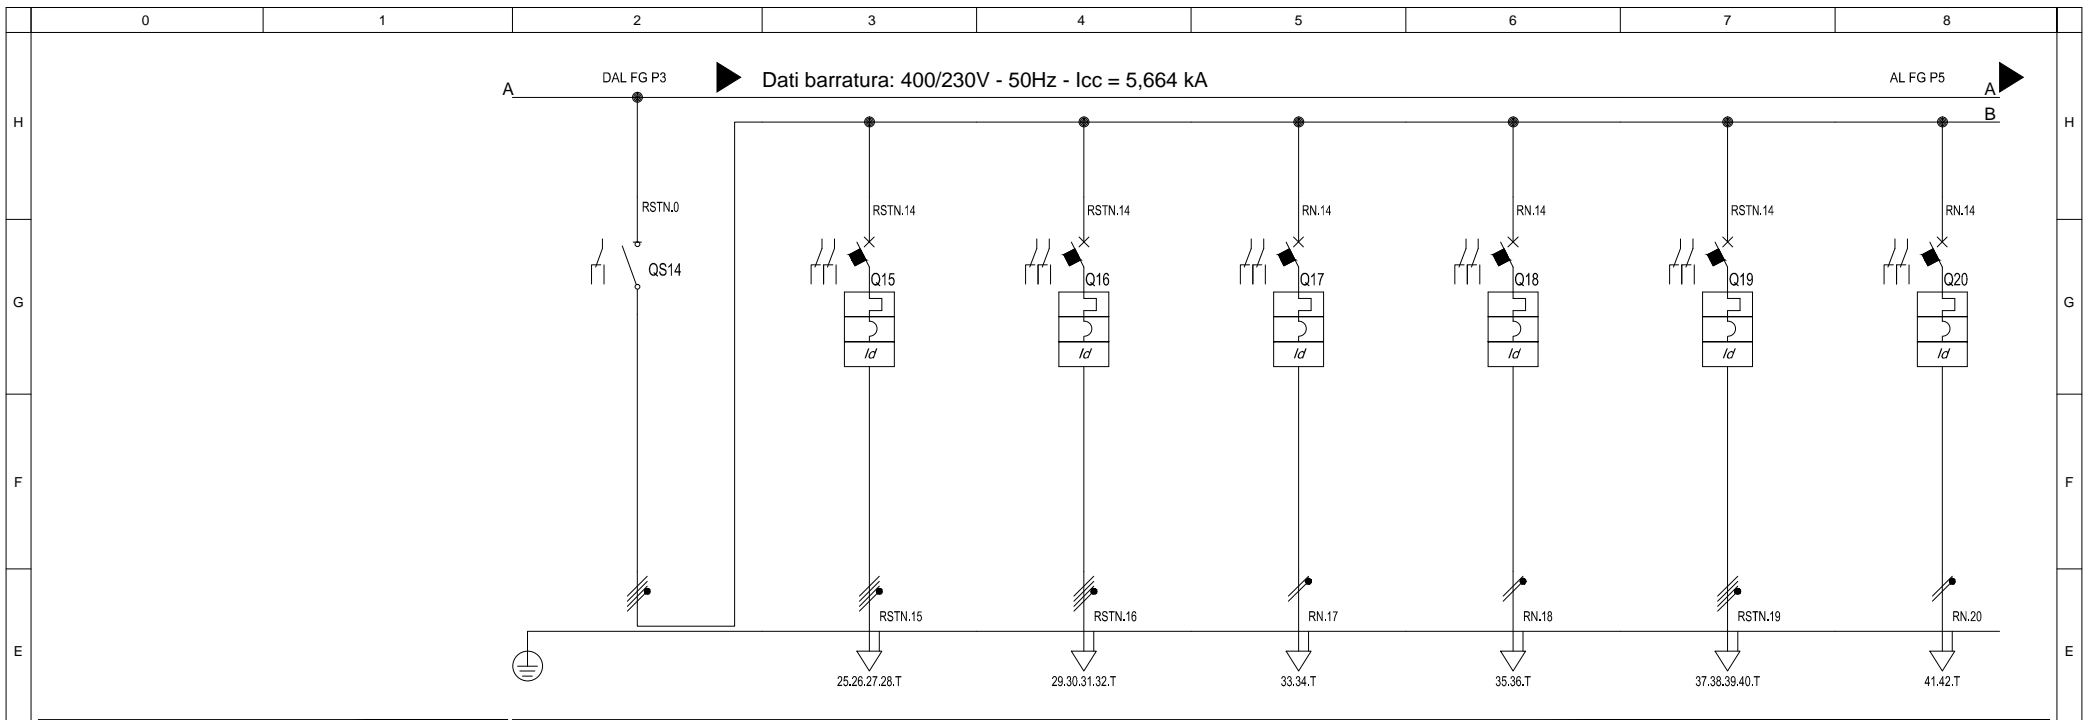 0 1 2 3 4 5 6 7 8
DAL FG P3 Dati barratura: 400/230V - 50Hz - Icc = 5,664 kA AL FG P5
A A
B
H H
RSTN.0 RSTN.14 RSTN.14 RN.14 RN.14 RSTN.14 RN.14
QS14 Q15 Q16 Q17 Q18 Q19 Q20
G G
Id Id Id Id Id Id
F F
RSTN.15 RSTN.16 RN.17 RN.18 RSTN.19 RN.20
E E
25.26.27.28.T 29.30.31.32.T 33.34.T 35.36.T 37.38.39.40.T 41.42.T